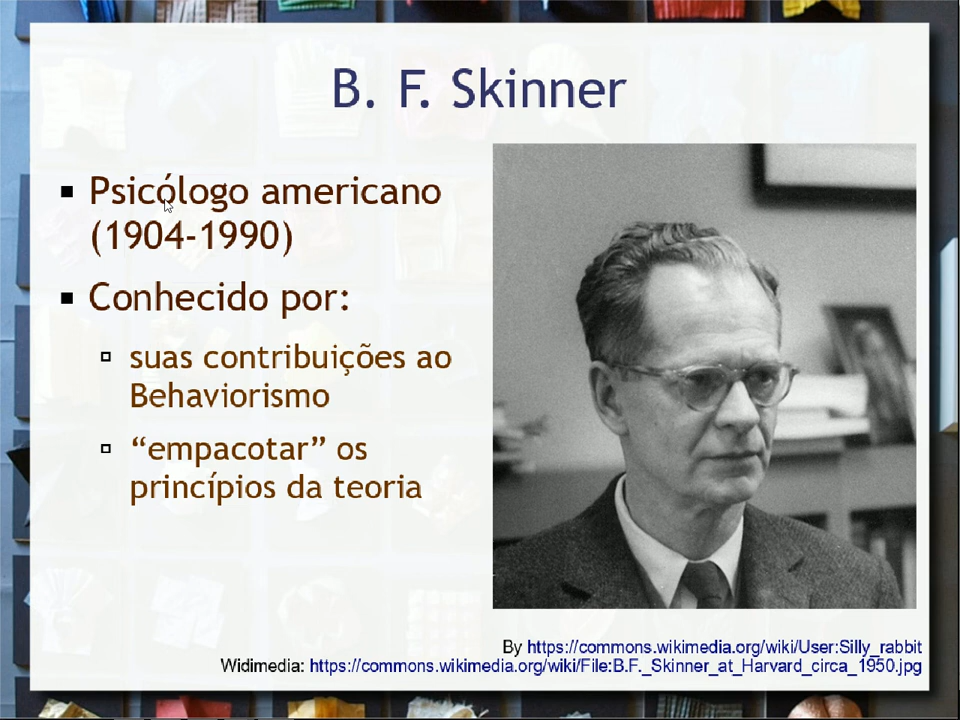 B. F. Skinner
Psicólogo americano
(1904-1990)
Conhecido por:
suas contribuições ao
Behaviorismo
“empacotar” os
princípios da teoria
By https://commons.wikimedia.org/wiki/User:Silly_rabbit
Widimedia: https://commons.wikimedia.org/wiki/File:B.F._Skinner_at_Harvard_circa_1950.jpg